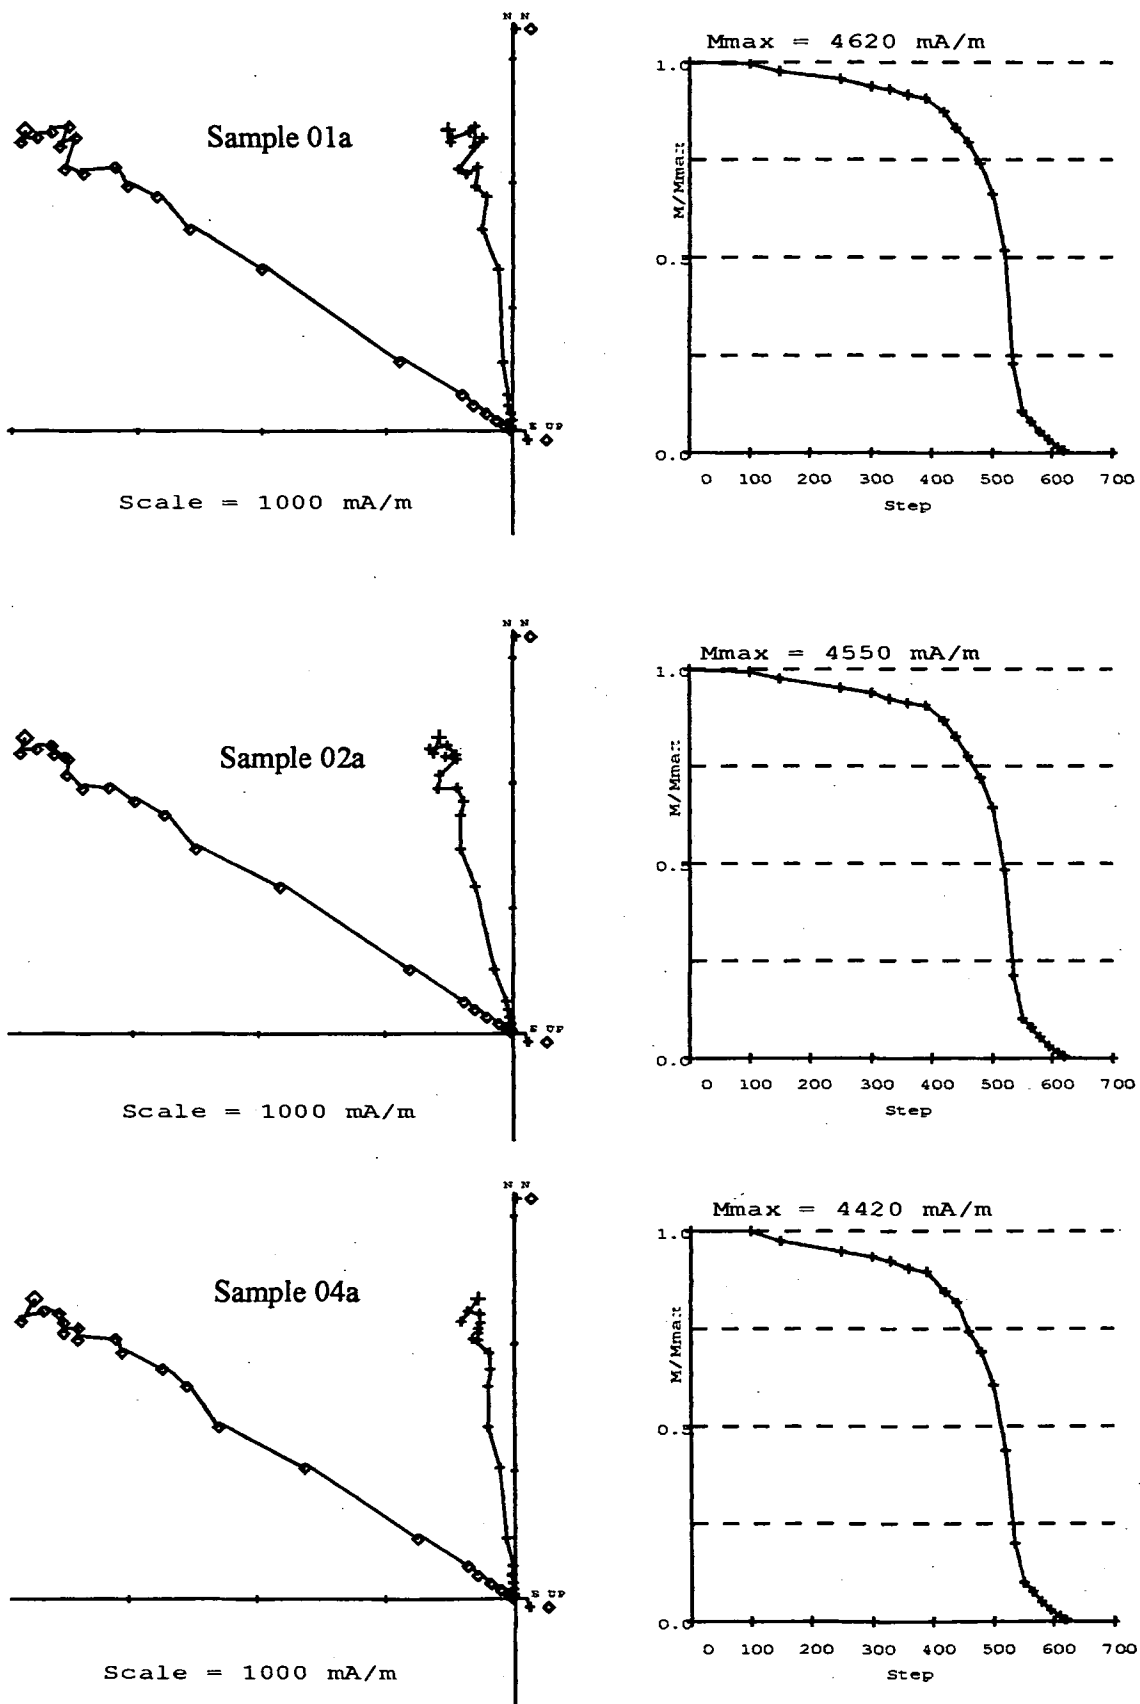 N N
Sample 01a
E UP
Scale = 1000 mA/m
Mmax = 4620 mA/m
1.0
M/Mmax
0.5
0.0
0 100 200 300 400 500 600 700
Step
N N
Sample 02a
E UP
Scale = 1000 mA/m
Mmax = 4550 mA/m
1.0
M/Mmax
0.5
0.0
0 100 200 300 400 500 600 700
Step
N N
Sample 04a
E UP
Scale = 1000 mA/m
Mmax = 4420 mA/m
1.0
M/Mmax
0.5
0.0
0 100 200 300 400 500 600 700
Step